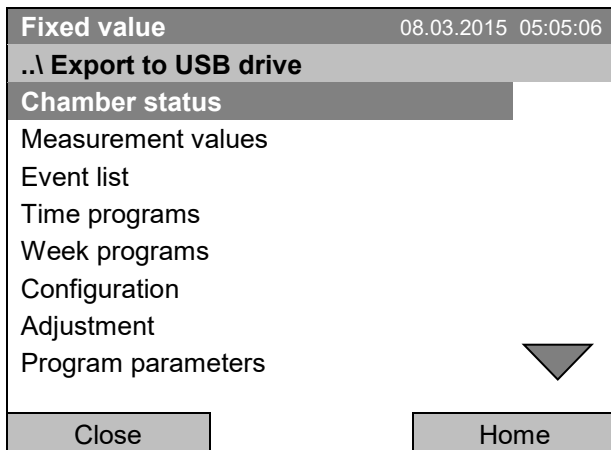 Fixed value 08.03.2015 05:05:06
..\ Export to USB drive
Chamber status
Measurement values
Event list
Time programs
Week programs
Configuration
Adjustment
Program parameters
Close Home